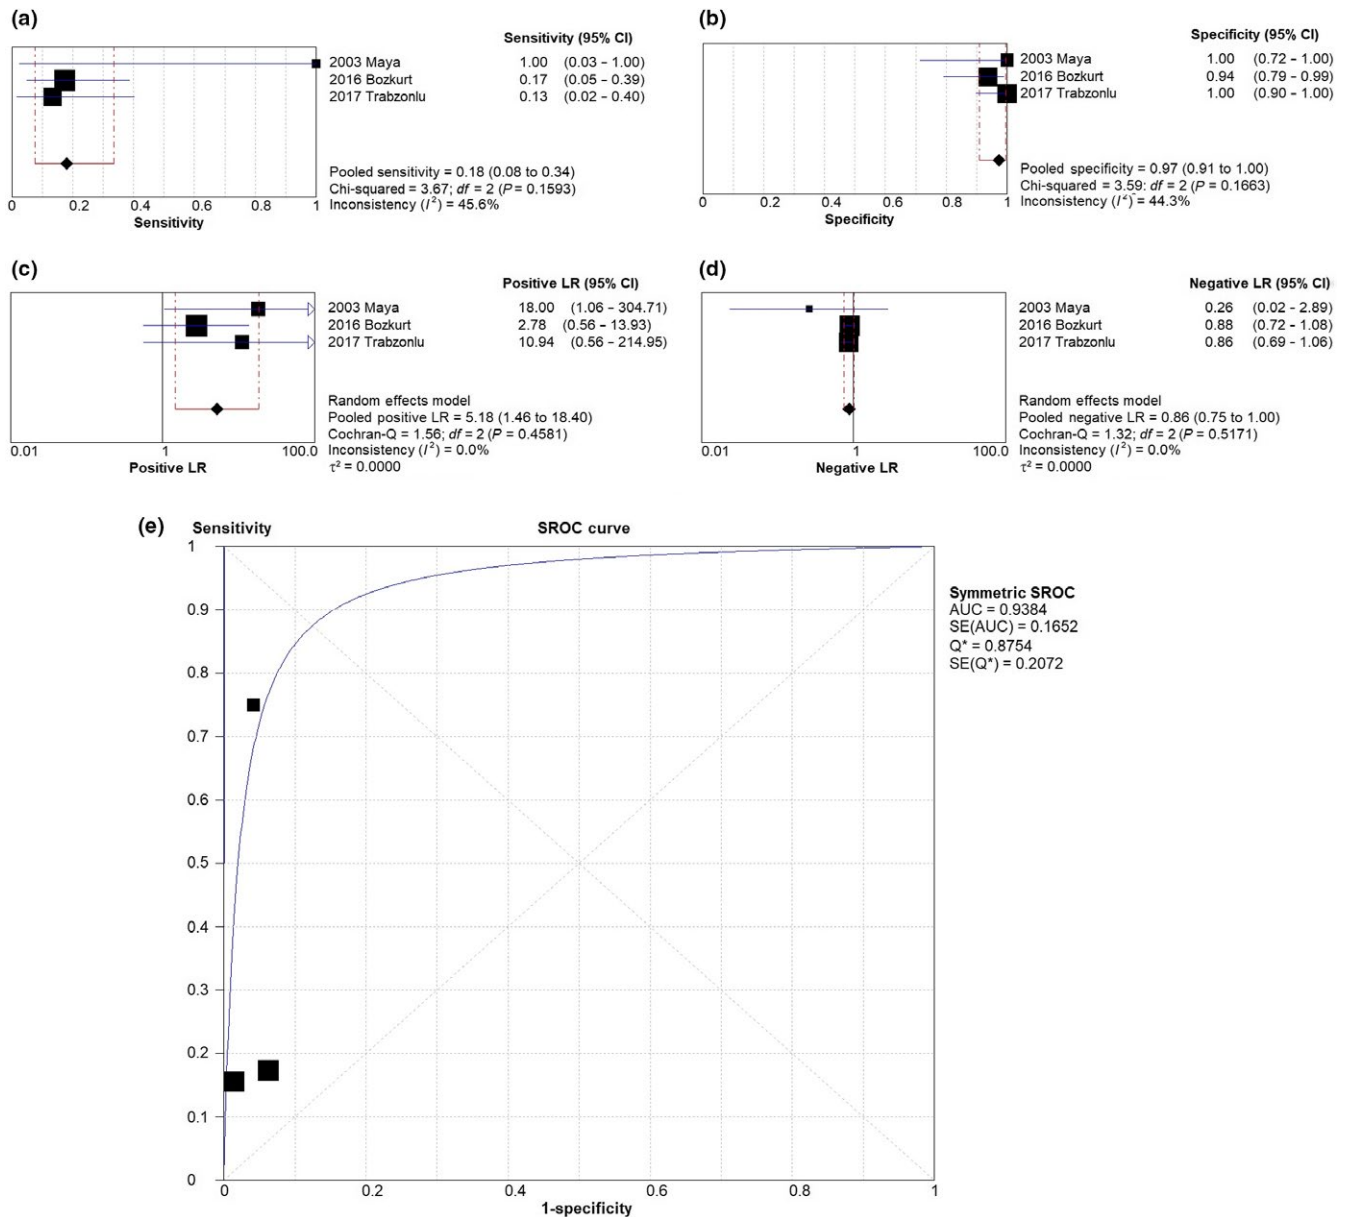 (a)
Sensitivity (95% CI)
2003 Maya 1.00 (0.03 - 1.00)
2016 Bozkurt 0.17 (0.05 - 0.39)
2017 Trabzonlu 0.13 (0.02 - 0.40)
Pooled sensitivity = 0.18 (0.08 to 0.34)
Chi-squared = 3.67; df = 2 (P = 0.1593)
Inconsistency (I²) = 45.6%
0 0.2 0.4 0.6 0.8 1
Sensitivity
(b)
Specificity (95% CI)
2003 Maya 1.00 (0.72 - 1.00)
2016 Bozkurt 0.94 (0.79 - 0.99)
2017 Trabzonlu 1.00 (0.90 - 1.00)
Pooled specificity = 0.97 (0.91 to 1.00)
Chi-squared = 3.59: df = 2 (P = 0.1663)
Inconsistency (I²) = 44.3%
0 0.2 0.4 0.6 0.8 1
Specificity
(c)
Positive LR (95% CI)
2003 Maya 18.00 (1.06 - 304.71)
2016 Bozkurt 2.78 (0.56 - 13.93)
2017 Trabzonlu 10.94 (0.56 - 214.95)
Random effects model
Pooled positive LR = 5.18 (1.46 to 18.40)
Cochran-Q = 1.56; df = 2 (P = 0.4581)
Inconsistency (I²) = 0.0%
τ² = 0.0000
0.01 1 100.0
Positive LR
(d)
Negative LR (95% CI)
2003 Maya 0.26 (0.02 - 2.89)
2016 Bozkurt 0.88 (0.72 - 1.08)
2017 Trabzonlu 0.86 (0.69 - 1.06)
Random effects model
Pooled negative LR = 0.86 (0.75 to 1.00)
Cochran-Q = 1.32; df = 2 (P = 0.5171)
Inconsistency (I²) = 0.0%
τ² = 0.0000
0.01 1 100.0
Negative LR
(e)
Sensitivity
SROC curve
1
0.9
0.8
0.7
0.6
0.5
0.4
0.3
0.2
0.1
0
0 0.2 0.4 0.6 0.8 1
1-specificity
Symmetric SROC
AUC = 0.9384
SE(AUC) = 0.1652
Q* = 0.8754
SE(Q*) = 0.2072